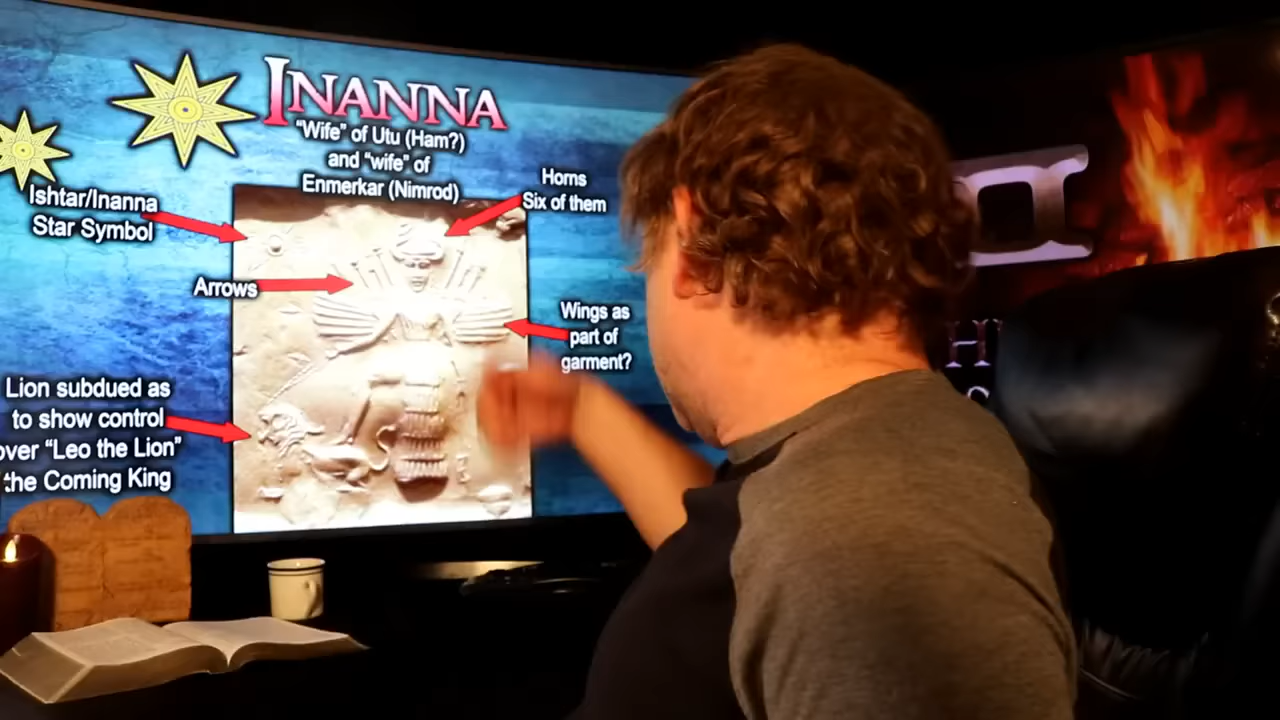 INANNA
"Wife" of Utu (Ham?)
and "wife" of
Enmerkar (Nimrod)
Horns
Six of them
Ishtar/Inanna
Star Symbol
Arrows
Wings as
part of
garment?
Lion subdued as
to show control
over "Leo the Lion"
the Coming King